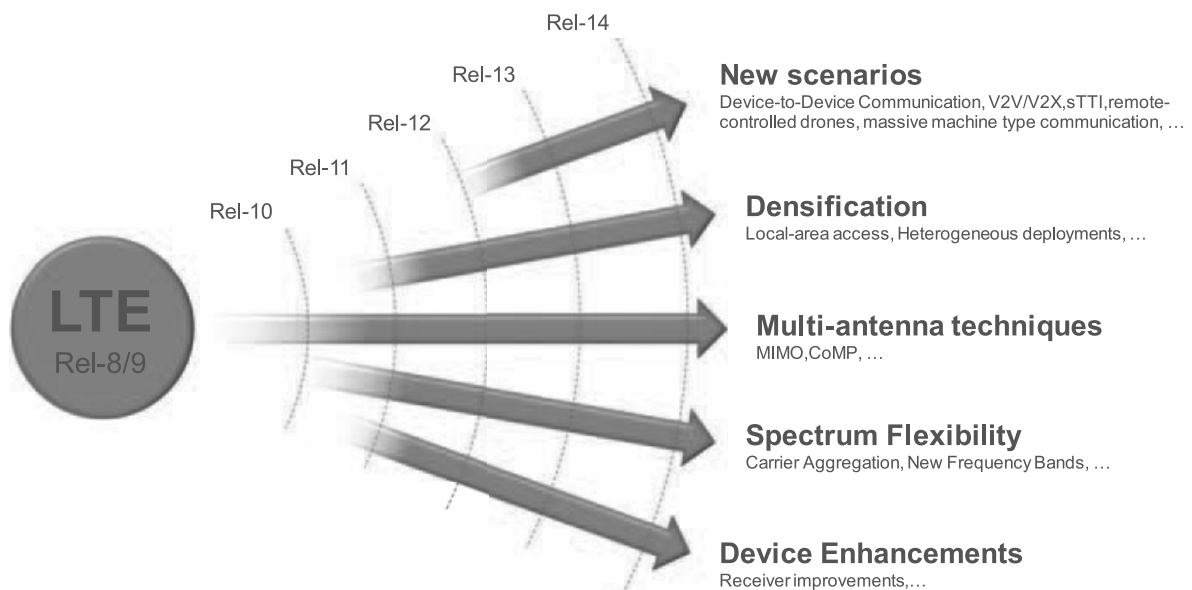 Rel-14
Rel-13
Rel-12
Rel-11
Rel-10
LTE
Rel-8/9
New scenarios
Device-to-Device Communication, V2V/V2X,sTTI,remote-
controlled drones, massive machine type communication, …
Densification
Local-area access, Heterogeneous deployments, …
Multi-antenna techniques
MIMO,CoMP, …
Spectrum Flexibility
Carrier Aggregation, New Frequency Bands, …
Device Enhancements
Receiver improvements,…